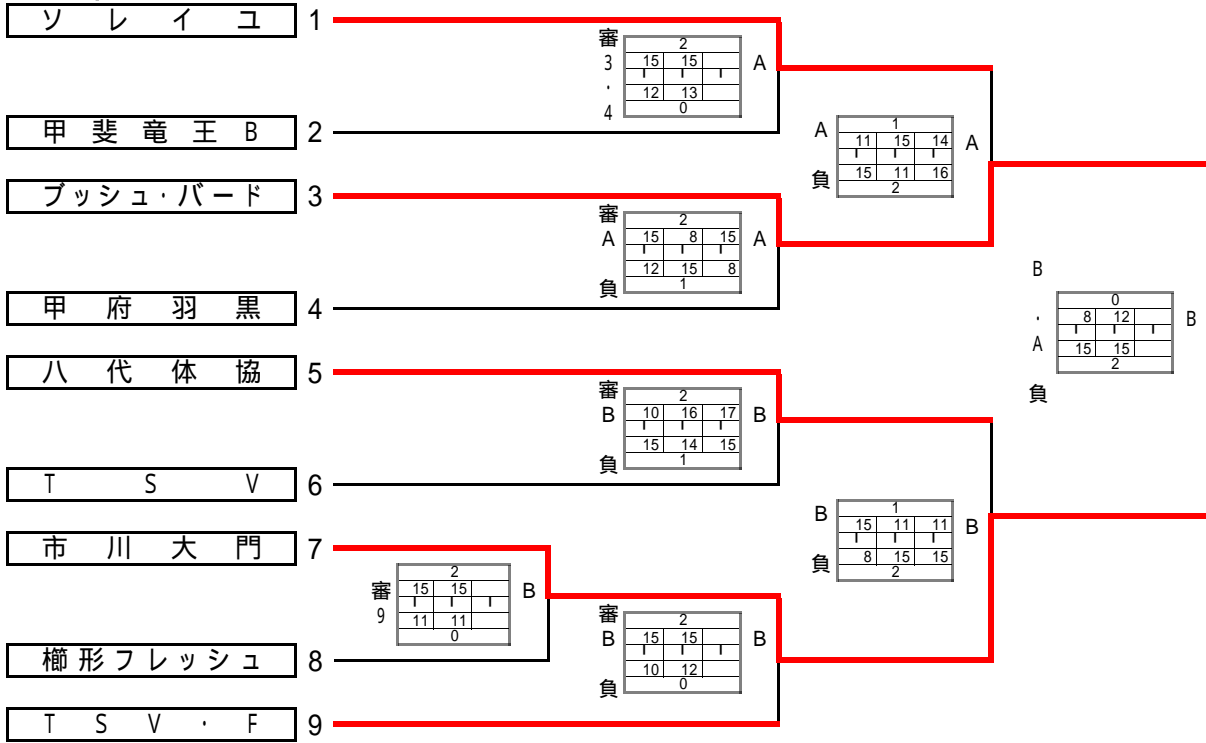 ソレイユ 1
審 3・4
2
15 15
12 13
0
A
甲斐竜王B 2
A 負
1
11 15 14
15 11 16
2
A
ブッシュ・バード 3
審 A 負
2
15 8 15
12 15 8
1
A
甲府羽黒 4
B・A 負
0
8 12
15 15
2
B
八代体協 5
審 B 負
2
10 16 17
15 14 15
1
B
TSV 6
B 負
1
15 11 11
8 15 15
2
B
市川大門 7
審 9
2
15 15
11 11
0
B
審 B 負
2
15 15
10 12
0
B
櫛形フレッシュ 8
TSV・F 9